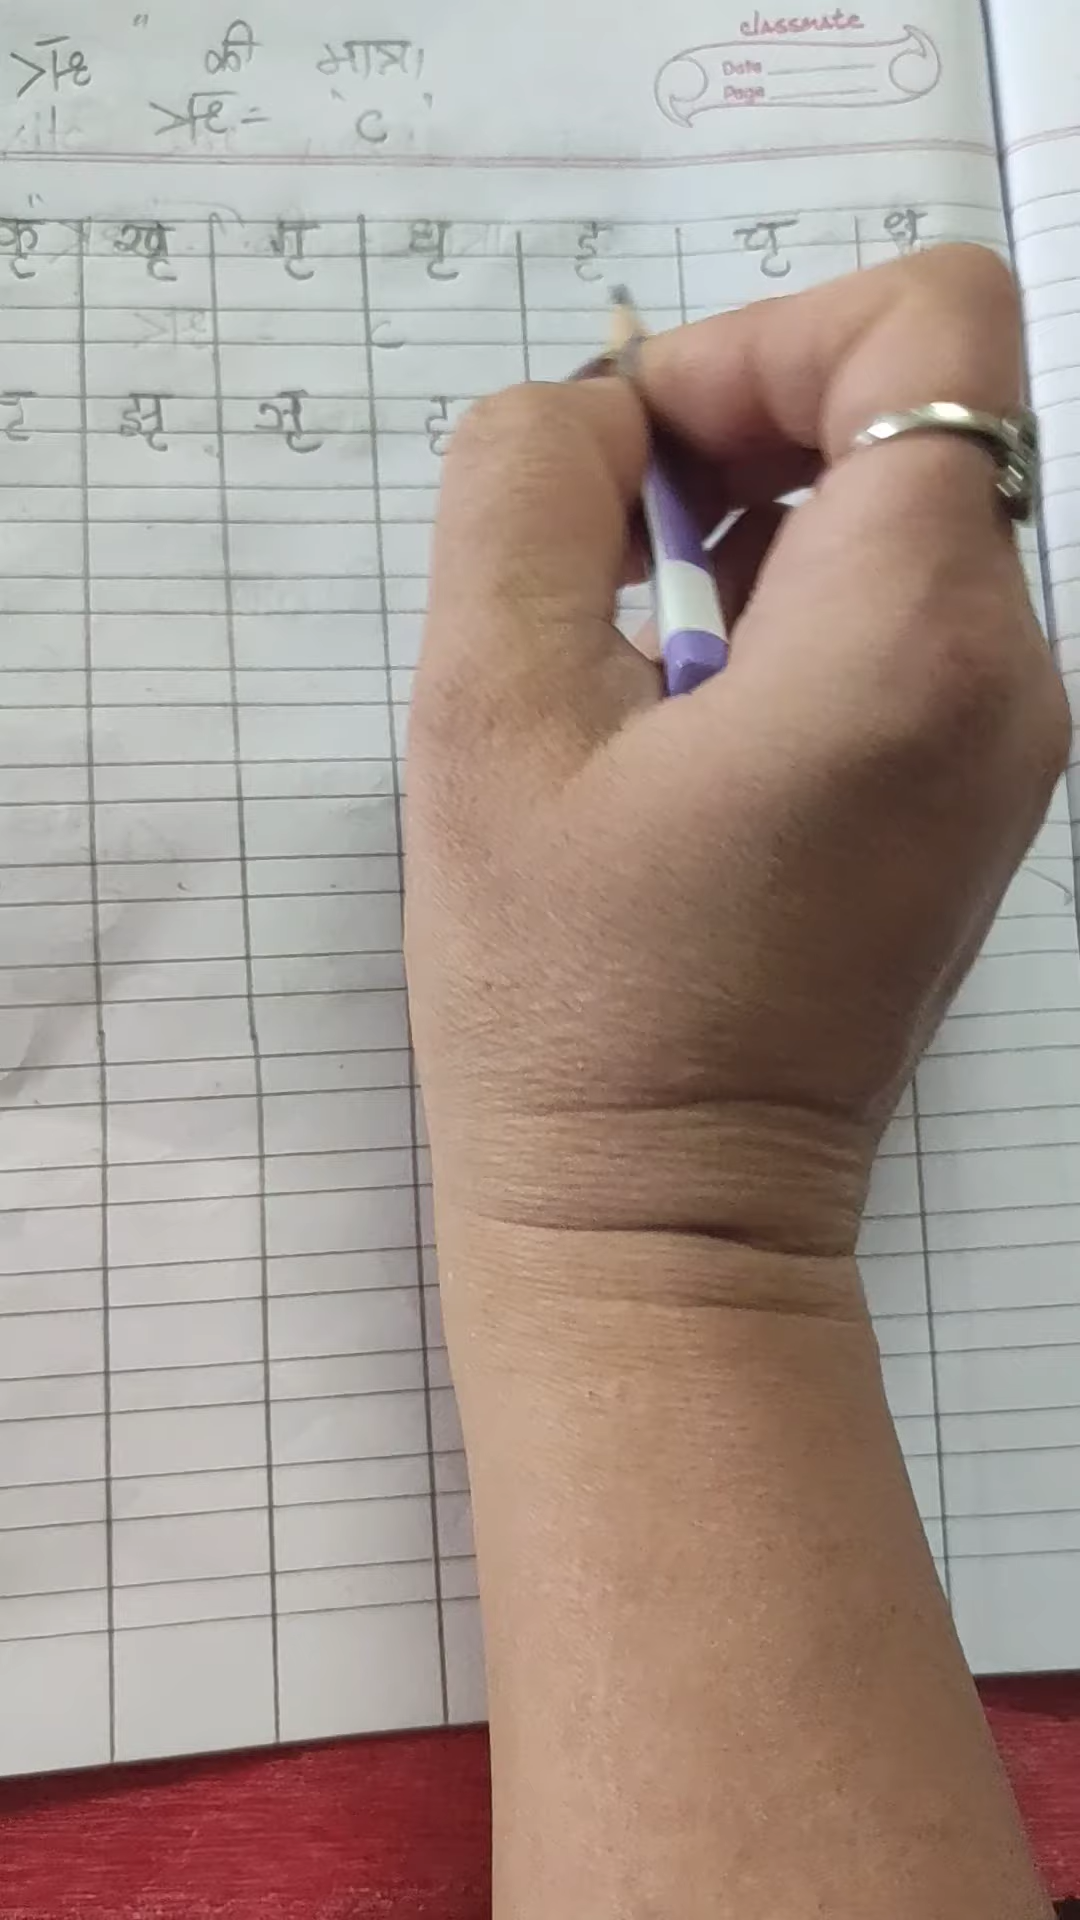 ऋ" की मात्रा
classmate
Date
Page
ऋ = ' ृ '
कृ खृ गृ घृ ङृ चृ छृ
झृ ञृ टृ